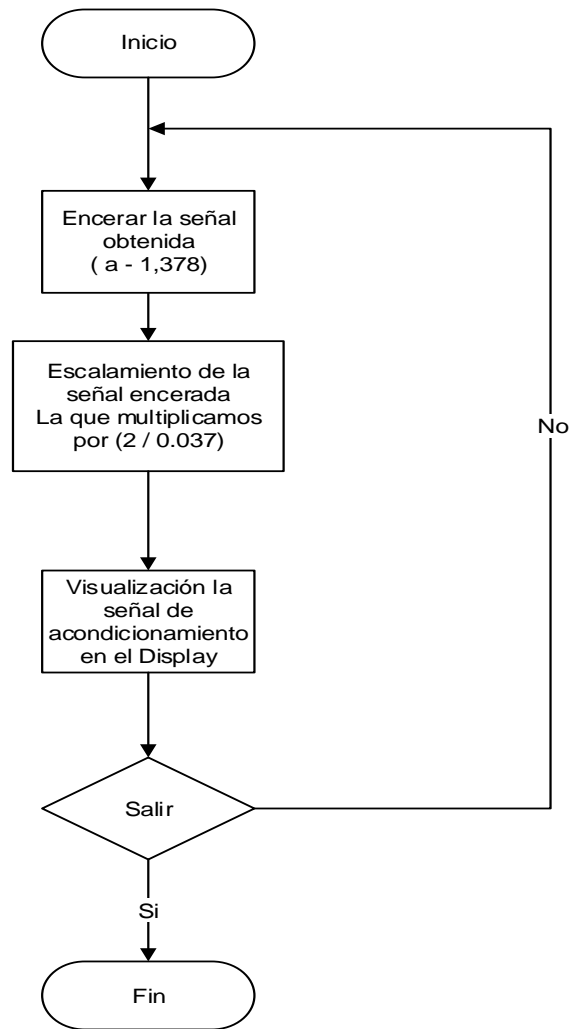 Inicio
Encerar la señal
obtenida
( a - 1,378)
Escalamiento de la
señal encerada
La que multiplicamos
por (2 / 0.037)
No
Visualización la
señal de
acondicionamiento
en el Display
Salir
Si
Fin